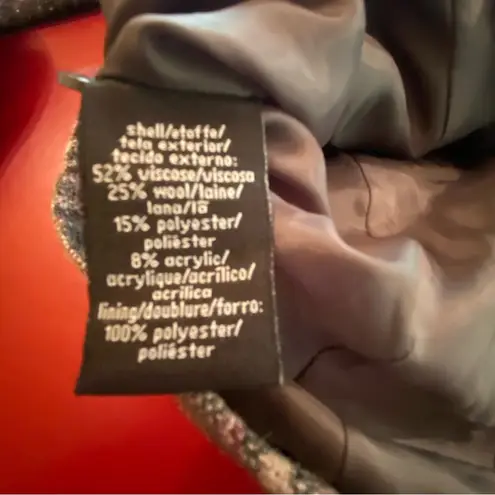 shell/etoffe/
tela exterior/
tecido externo:
52% viscose/viscosa
25% wool/laine/
lana/lã
15% polyester/
poliéster
8% acrylic/
acrylique/acrílico/
acrílica
lining/doublure/forro:
100% polyester/
poliéster